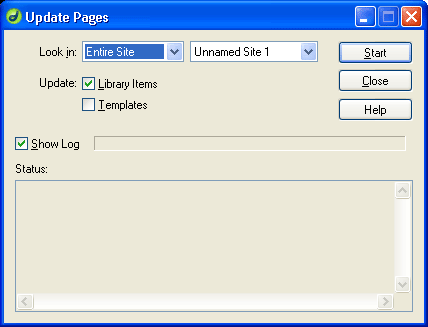 Update Pages
Look in: Entire Site Unnamed Site 1 Start
Update: Library Items Close
Templates Help
Show Log
Status: